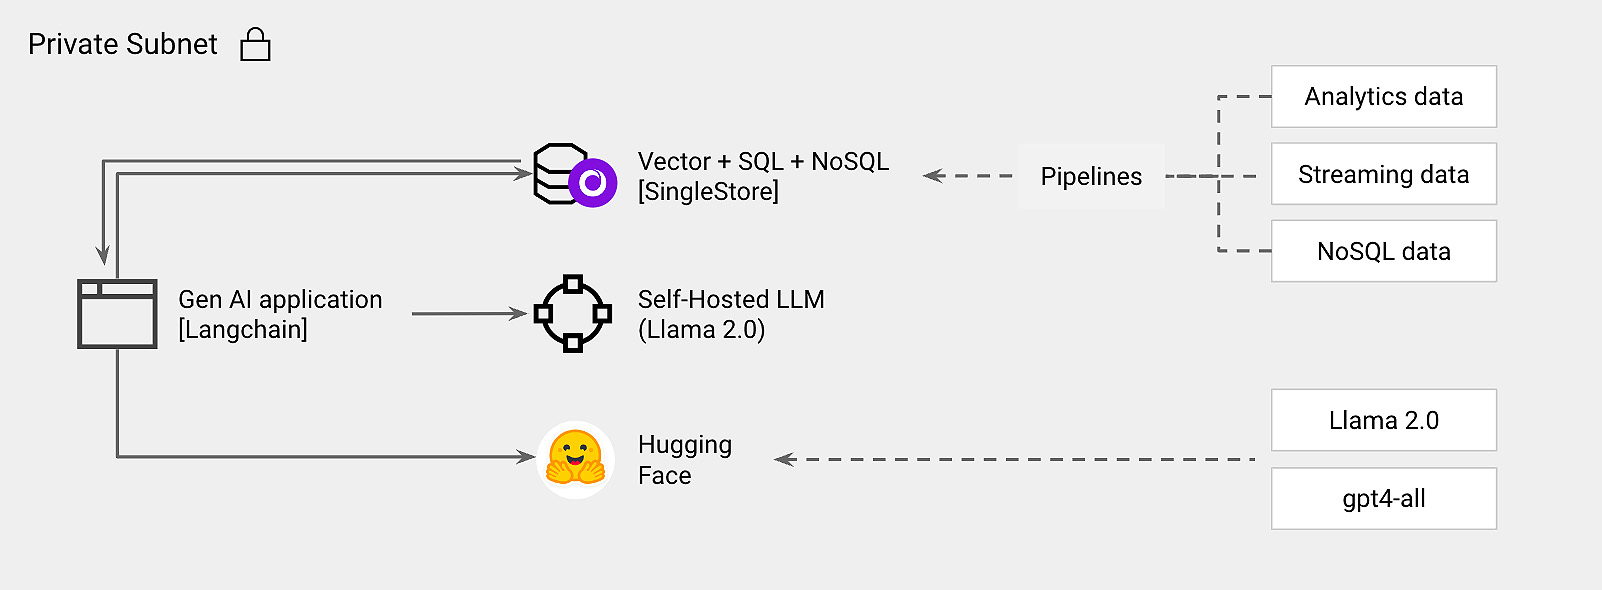 Private Subnet
Vector + SQL + NoSQL
[SingleStore]
Pipelines
Analytics data
Streaming data
NoSQL data
Gen AI application
[Langchain]
Self-Hosted LLM
(Llama 2.0)
Hugging
Face
Llama 2.0
gpt4-all